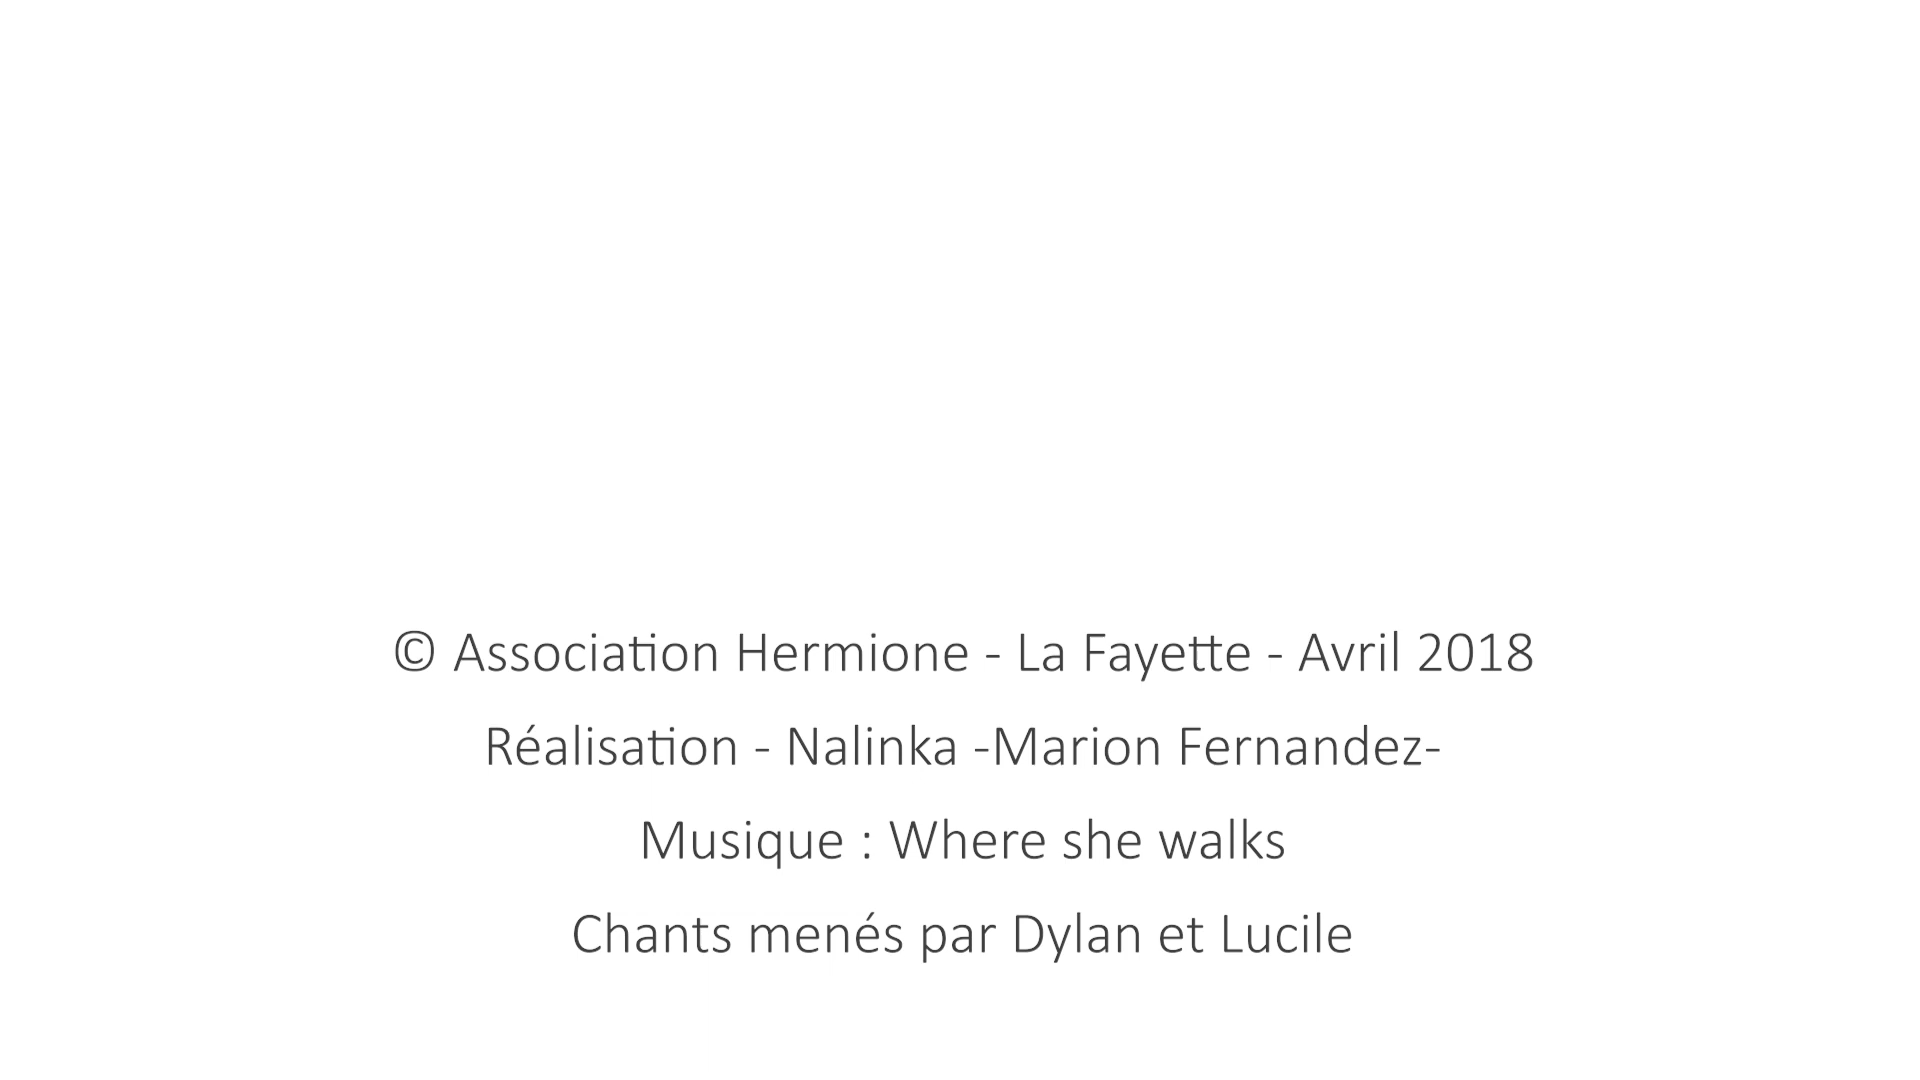 © Association Hermione - La Fayette - Avril 2018
Réalisation - Nalinka -Marion Fernandez-
Musique : Where she walks
Chants menés par Dylan et Lucile